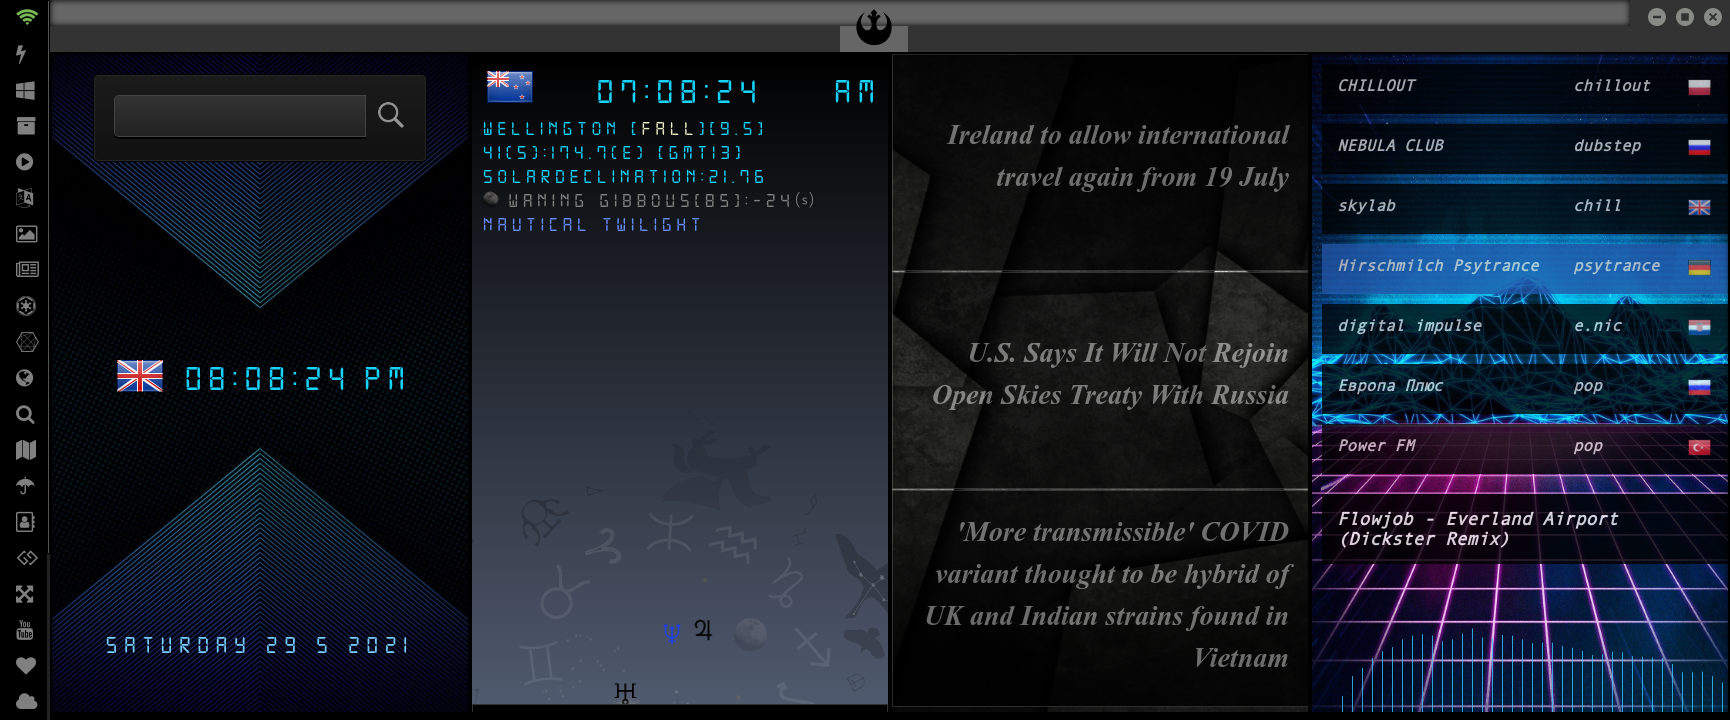 08:08:24 PM
SATURDAY 29 5 2021
07:08:24 AM
WELLINGTON [FALL][9.5]
41(S):174.7(E) [GMT13]
SOLARDECLINATION:21.76
WANING GIBBOUS[85]:-24(s)
NAUTICAL TWILIGHT
Ireland to allow international
travel again from 19 July
U.S. Says It Will Not Rejoin
Open Skies Treaty With Russia
'More transmissible' COVID
variant thought to be hybrid of
UK and Indian strains found in
Vietnam
CHILLOUT chillout
NEBULA CLUB dubstep
skylab chill
Hirschmilch Psytrance psytrance
digital impulse e.nic
Европа Плюс pop
Power FM pop
Flowjob - Everland Airport
(Dickster Remix)
You
Tube